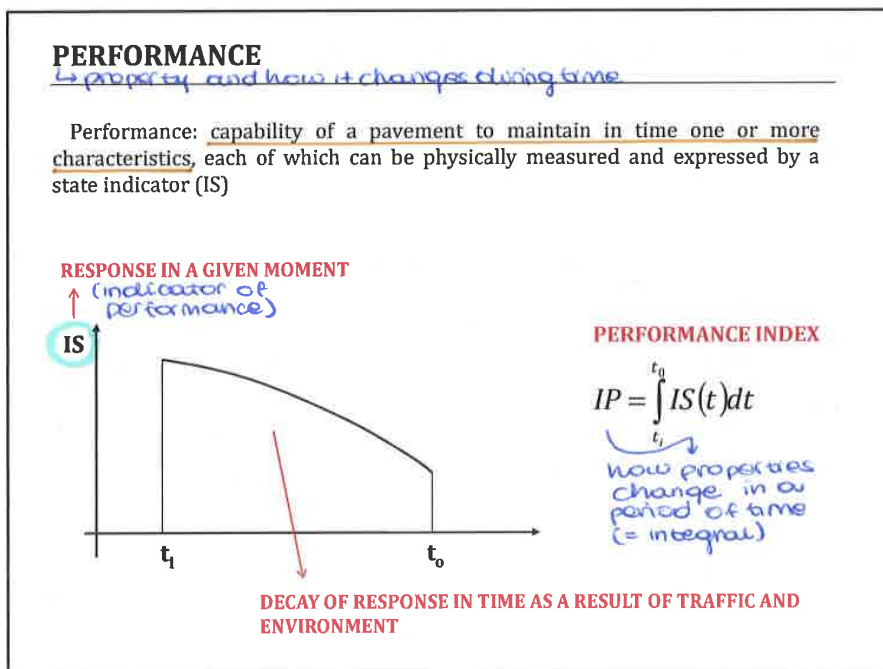 PERFORMANCE
↳ property and how it changes during time
Performance: capability of a pavement to maintain in time one or more
characteristics, each of which can be physically measured and expressed by a
state indicator (IS)
RESPONSE IN A GIVEN MOMENT
(indicator of
performance)
IS
PERFORMANCE INDEX
t₀
IP = ∫ IS(t)dt
tᵢ
how properties
change in a
period of time
(= integral)
tᵢ
t₀
DECAY OF RESPONSE IN TIME AS A RESULT OF TRAFFIC AND
ENVIRONMENT